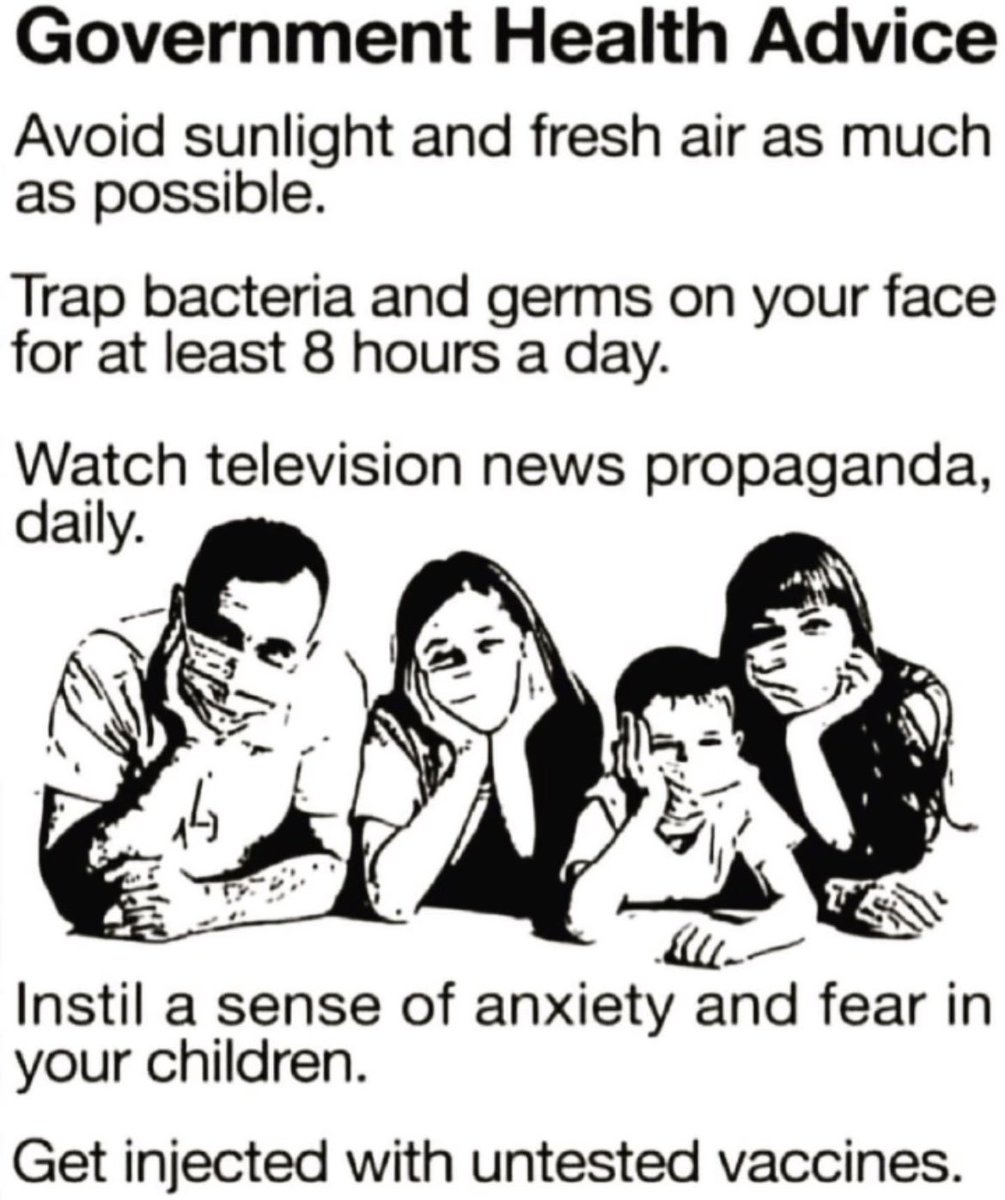 Government Health Advice
Avoid sunlight and fresh air as much
as possible.
Trap bacteria and germs on your face
for at least 8 hours a day.
Watch television news propaganda,
daily.
Instil a sense of anxiety and fear in
your children.
Get injected with untested vaccines.